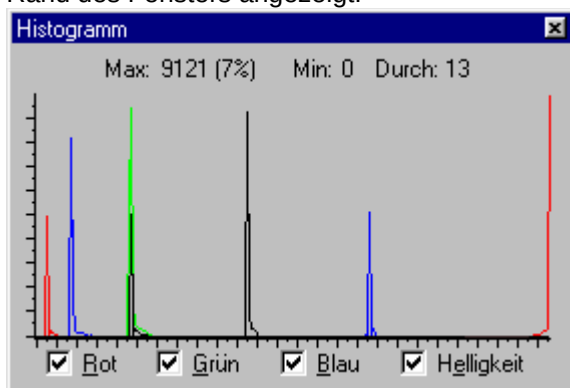 Rand des Fensters angezeigt.
Histogramm
Max: 9121 (7%) Min: 0 Durch: 13
Rot Grün Blau Helligkeit